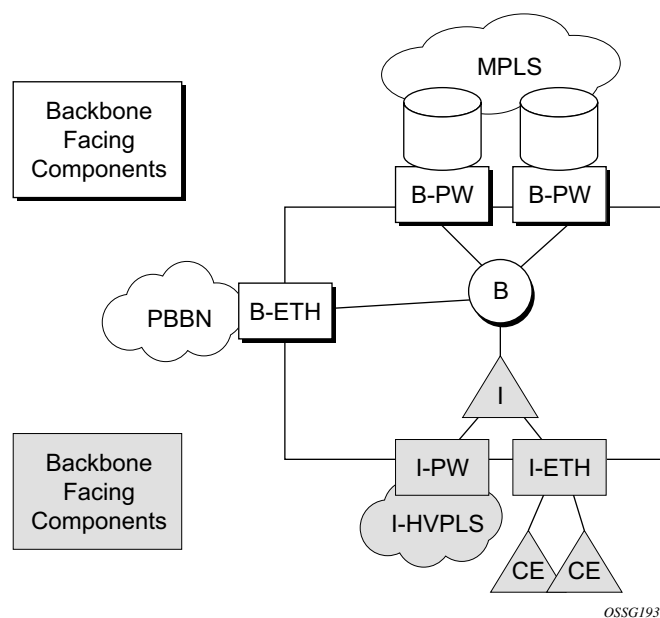 MPLS
Backbone
Facing
Components
B-PW
B-PW
B
PBBN
B-ETH
I
Backbone
Facing
Components
I-PW
I-ETH
I-HVPLS
CE
CE
OSSG193